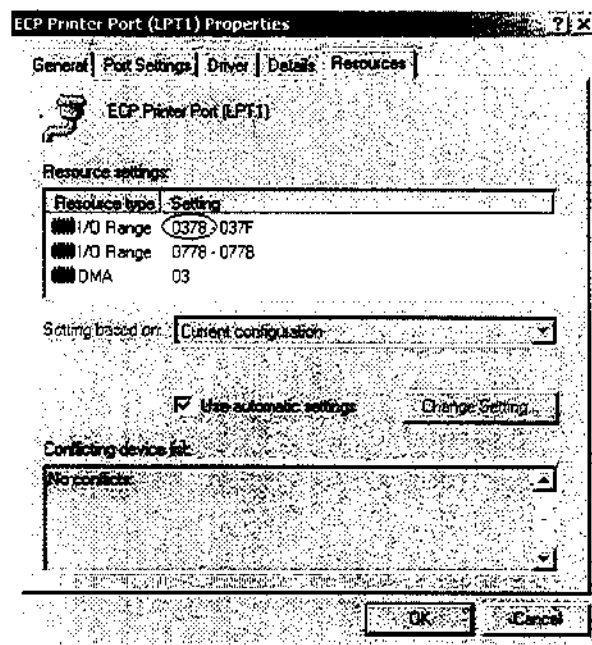 ECP Printer Port (LPT1) Properties
General Port Settings Driver Details Resources
ECP Printer Port (LPT1)
Resource settings:
Resource type Setting
I/O Range 0378 - 037F
I/O Range 0778 - 077B
DMA 03
Setting based on: Current configuration
Use automatic settings Change Setting...
Conflicting device list:
No conflicts.
OK Cancel